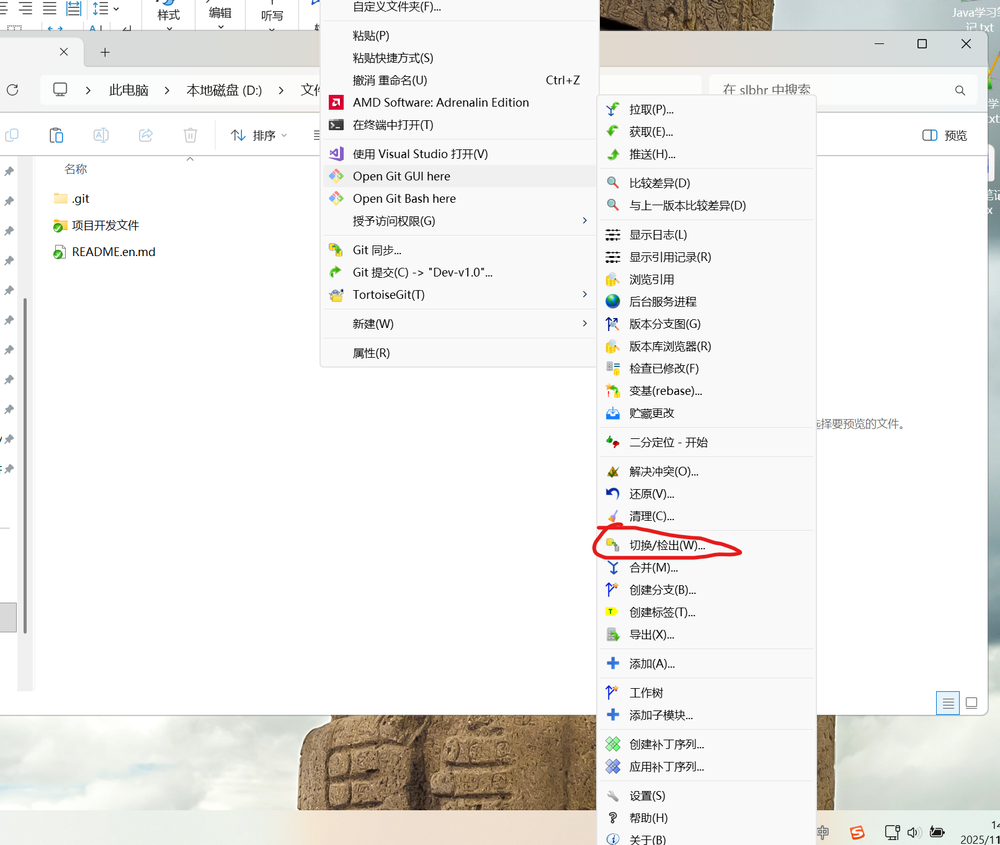 样式
编辑
听写
Java学习笔
记.txt
此电脑
本地磁盘 (D:)
在 slbhr 中搜索
排序
预览
名称
.git
项目开发文件
README.en.md
自定义文件夹(F)...
粘贴(P)
粘贴快捷方式(S)
撤消 重命名(U) Ctrl+Z
AMD Software: Adrenalin Edition
在终端中打开(T)
使用 Visual Studio 打开(V)
Open Git GUI here
Open Git Bash here
授予访问权限(G)
Git 同步...
Git 提交(C) -> "Dev-v1.0"...
TortoiseGit(T)
新建(W)
属性(R)
拉取(P)...
获取(E)...
推送(H)...
比较差异(D)
与上一版本比较差异(D)
显示日志(L)
显示引用记录(R)
浏览引用
后台服务进程
版本分支图(G)
版本库浏览器(R)
检查已修改(F)
变基(rebase)...
贮藏更改
二分定位 - 开始
解决冲突(O)...
还原(V)...
清理(C)...
切换/检出(W)...
合并(M)...
创建分支(B)...
创建标签(T)...
导出(X)...
添加(A)...
工作树
添加子模块...
创建补丁序列...
应用补丁序列...
设置(S)
帮助(H)
关于(B)
择要预览的文件。
中
2025/11